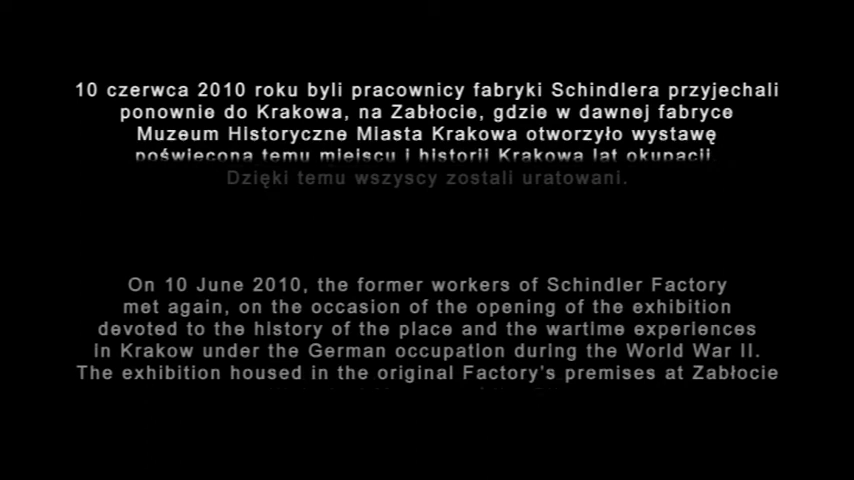 10 czerwca 2010 roku byli pracownicy fabryki Schindlera przyjechali
ponownie do Krakowa, na Zabłocie, gdzie w dawnej fabryce
Muzeum Historyczne Miasta Krakowa otworzyło wystawę
poświęconą temu miejscu i historii Krakowa lat okupacji.
Dzięki temu wszyscy zostali uratowani.
On 10 June 2010, the former workers of Schindler Factory
met again, on the occasion of the opening of the exhibition
devoted to the history of the place and the wartime experiences
in Krakow under the German occupation during the World War II.
The exhibition housed in the original Factory's premises at Zabłocie